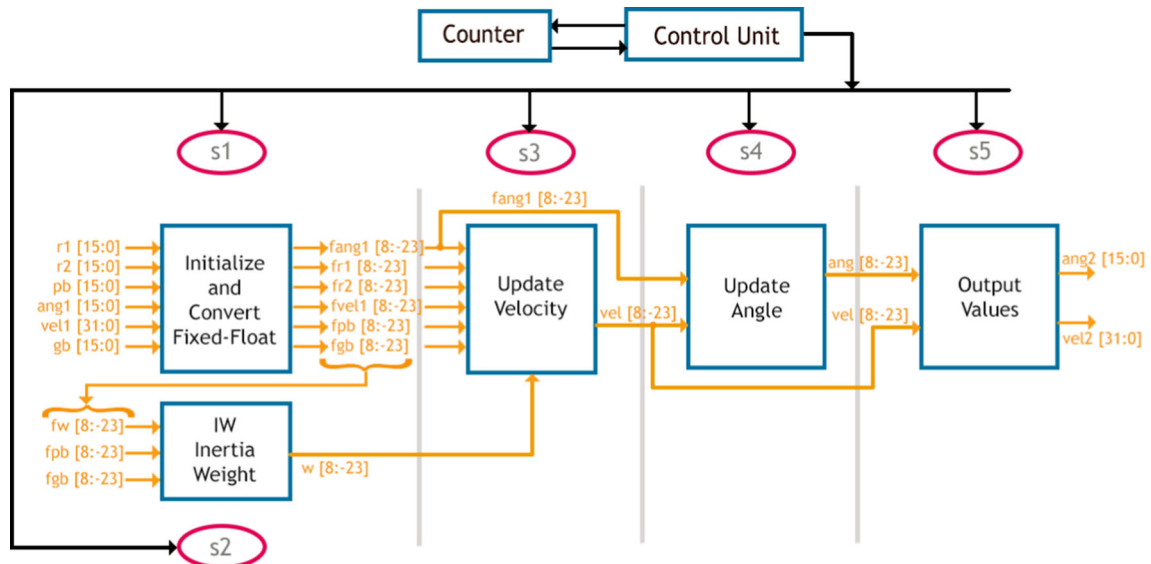 Counter
Control Unit
s1
s3
s4
s5
fang1 [8:-23]
r1 [15:0]
r2 [15:0]
pb [15:0]
ang1 [15:0]
vel1 [31:0]
gb [15:0]
Initialize
and
Convert
Fixed-Float
fang1 [8:-23]
fr1 [8:-23]
fr2 [8:-23]
fvel1 [8:-23]
fpb [8:-23]
fgb [8:-23]
Update
Velocity
vel [8:-23]
Update
Angle
ang [8:-23]
vel [8:-23]
Output
Values
ang2 [15:0]
vel2 [31:0]
fw [8:-23]
fpb [8:-23]
fgb [8:-23]
IW
Inertia
Weight
w [8:-23]
s2